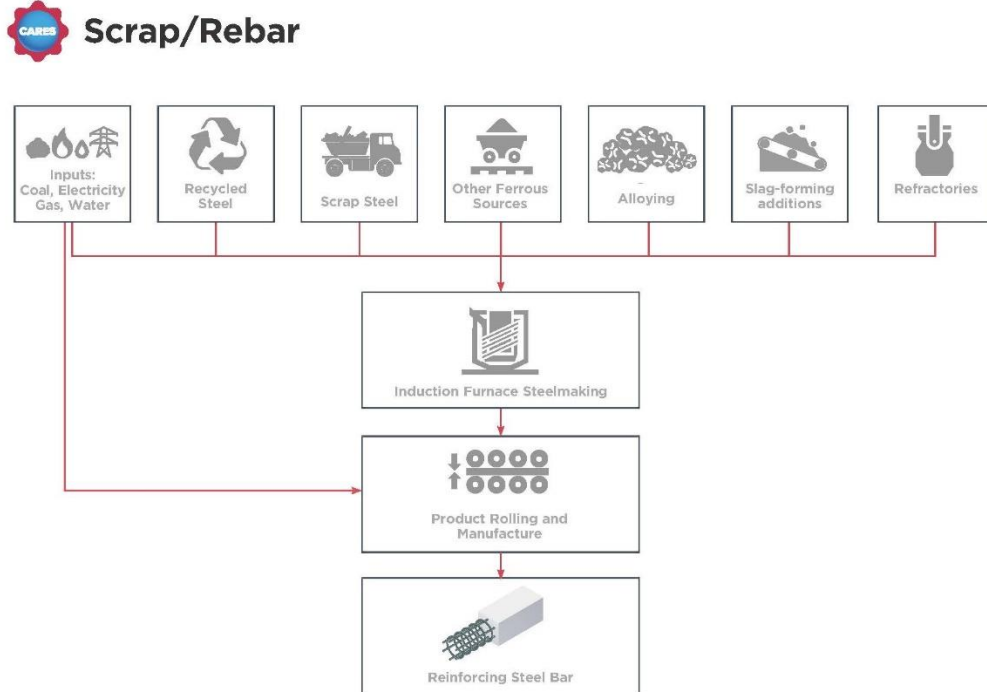 CARES
Scrap/Rebar
Inputs:
Coal, Electricity
Gas, Water
Recycled
Steel
Scrap Steel
Other Ferrous
Sources
Alloying
Slag-forming
additions
Refractories
Induction Furnace Steelmaking
Product Rolling and
Manufacture
Reinforcing Steel Bar